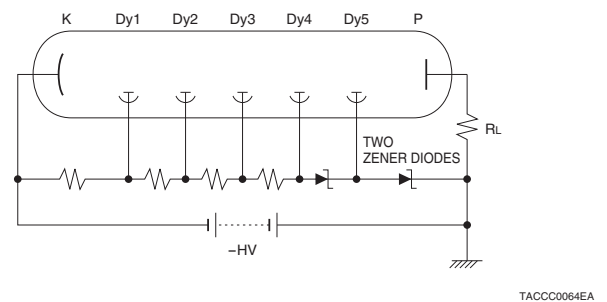 K Dy1 Dy2 Dy3 Dy4 Dy5 P
RL
TWO
ZENER DIODES
−HV
TACCC0064EA